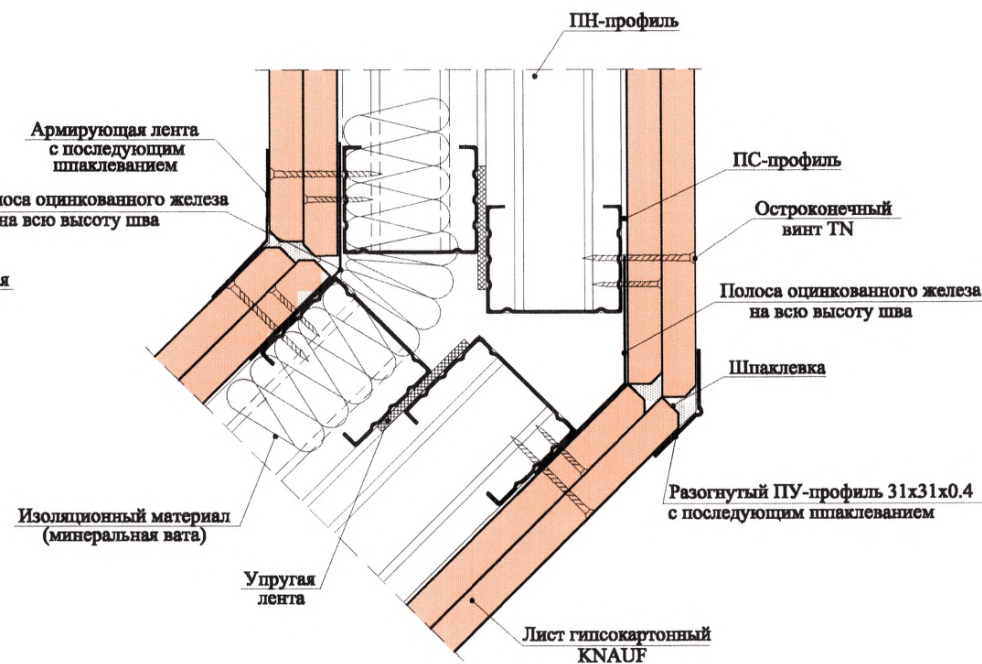 ПН-профиль
Армирующая лента
с последующим
шпаклеванием
ПС-профиль
лоса оцинкованного железа
на всю высоту шва
Остроконечный
винт TN
я
Полоса оцинкованного железа
на всю высоту шва
Шпаклевка
Разогнутый ПУ-профиль 31х31х0.4
с последующим шпаклеванием
Изоляционный материал
(минеральная вата)
Упругая
лента
Лист гипсокартонный
KNAUF